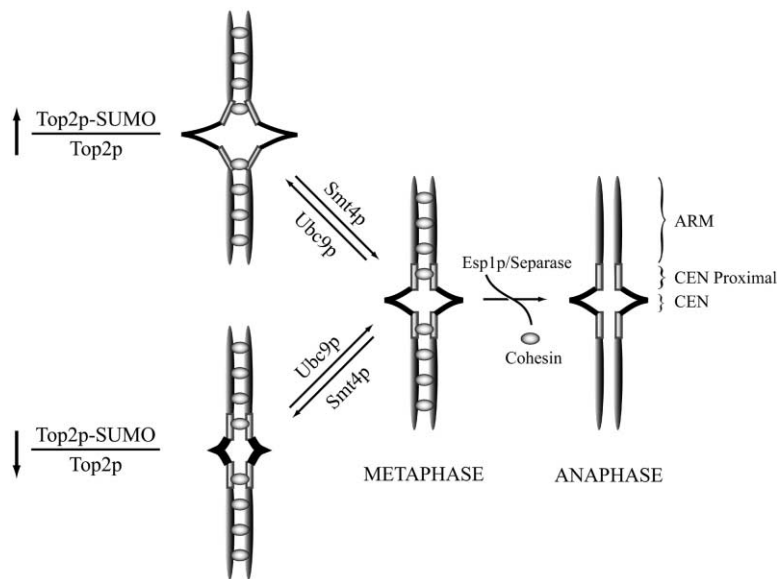 Top2p-SUMO
Top2p
Smt4p
Ubc9p
Esp1p/Separase
ARM
CEN Proximal
CEN
Cohesin
Ubc9p
Smt4p
Top2p-SUMO
Top2p
METAPHASE
ANAPHASE